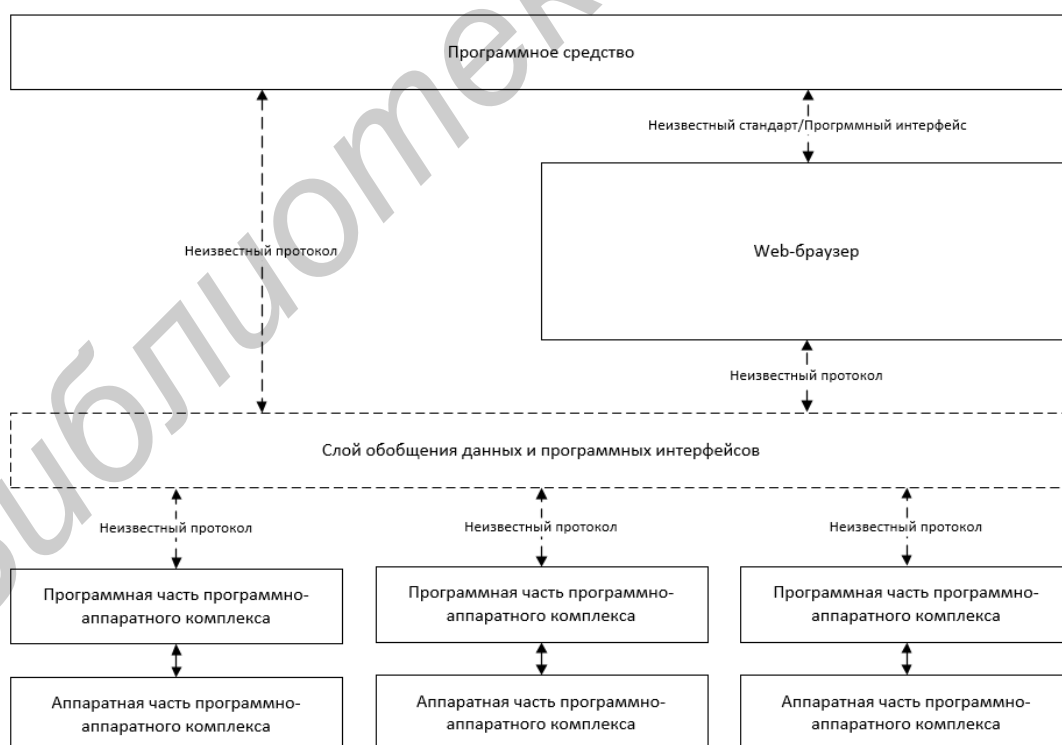 Программное средство
Неизвестный стандарт/Прогрммный интерфейс
Web-браузер
Неизвестный протокол
Неизвестный протокол
Слой обобщения данных и программных интерфейсов
Неизвестный протокол
Неизвестный протокол
Неизвестный протокол
Программная часть программно-
аппаратного комплекса
Программная часть программно-
аппаратного комплекса
Программная часть программно-
аппаратного комплекса
Аппаратная часть программно-
аппаратного комплекса
Аппаратная часть программно-
аппаратного комплекса
Аппаратная часть программно-
аппаратного комплекса